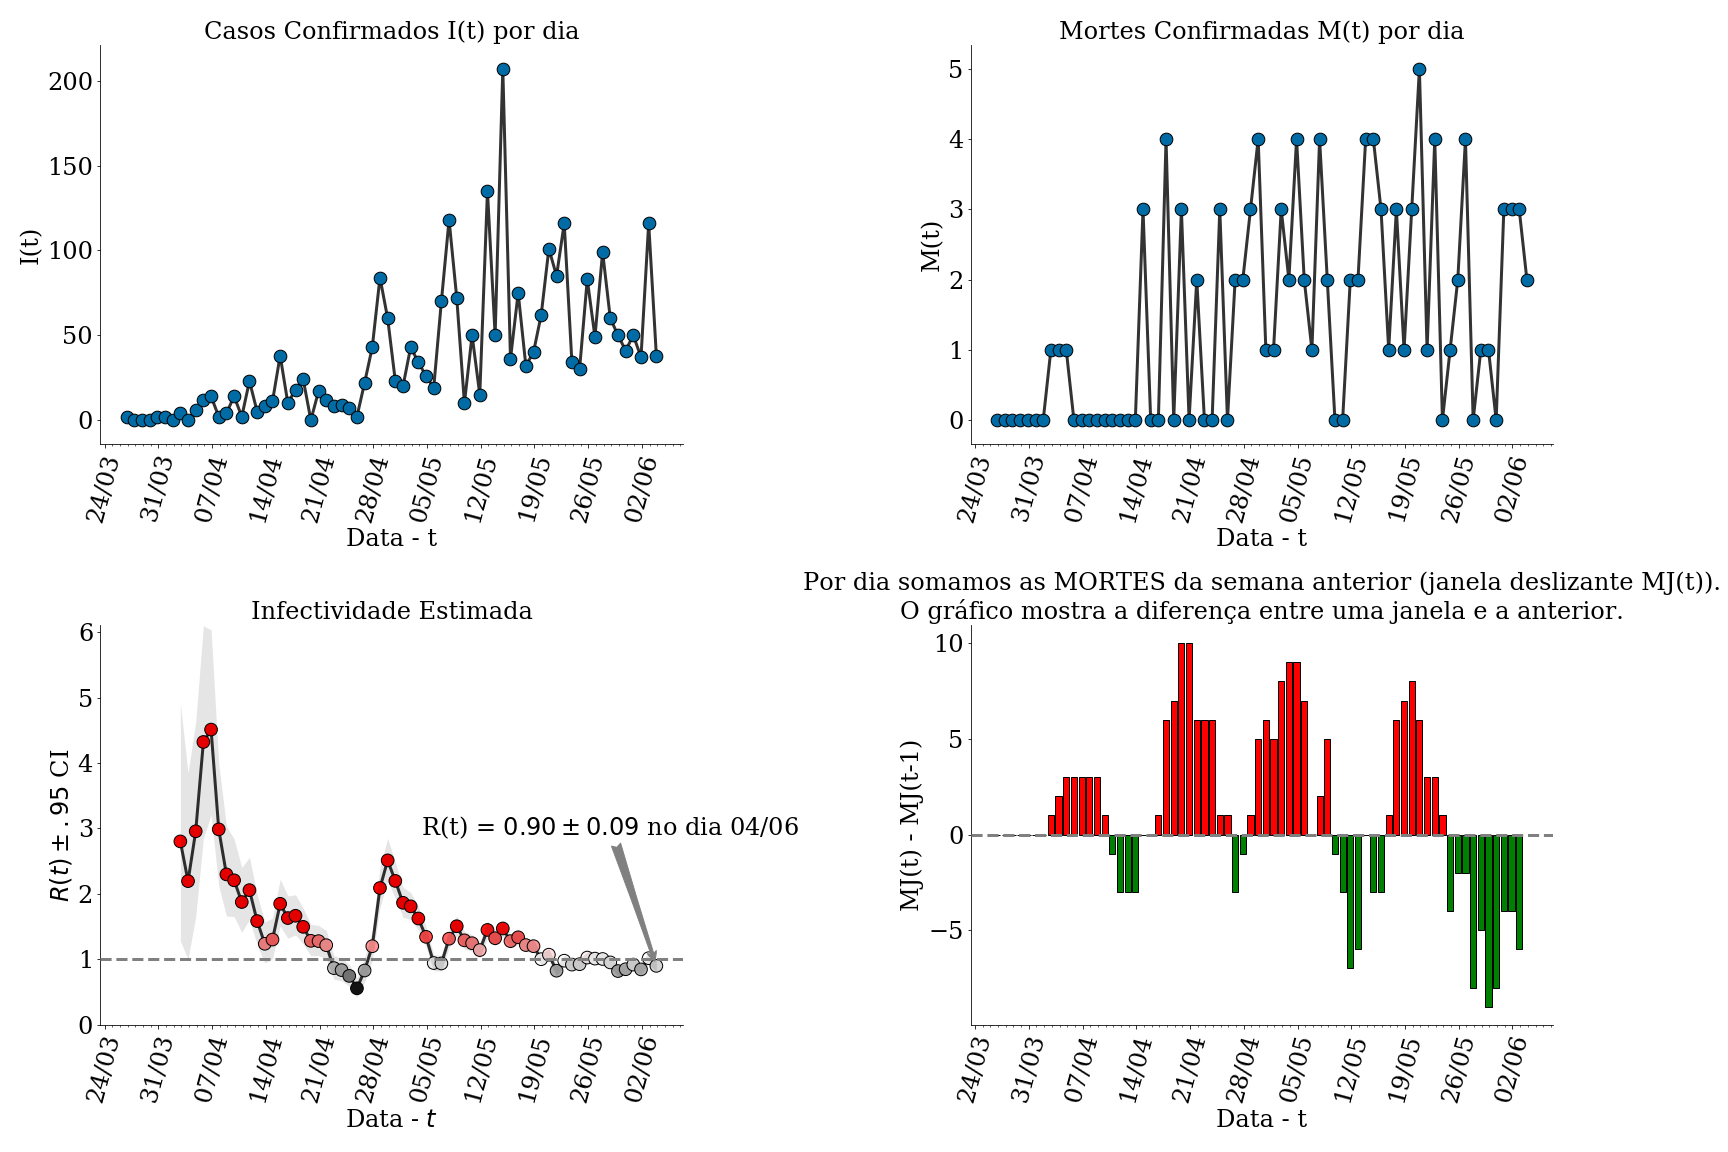 Casos Confirmados I(t) por dia
I(t)
200
150
100
50
0
24/03 31/03 07/04 14/04 21/04 28/04 05/05 12/05 19/05 26/05 02/06
Data - t
Mortes Confirmadas M(t) por dia
M(t)
5
4
3
2
1
0
24/03 31/03 07/04 14/04 21/04 28/04 05/05 12/05 19/05 26/05 02/06
Data - t
Infectividade Estimada
R(t) ± .95 CI
6
5
4
3
2
1
0
R(t) = 0.90 ± 0.09 no dia 04/06
24/03 31/03 07/04 14/04 21/04 28/04 05/05 12/05 19/05 26/05 02/06
Data - t
Por dia somamos as MORTES da semana anterior (janela deslizante MJ(t)).
O gráfico mostra a diferença entre uma janela e a anterior.
MJ(t) - MJ(t-1)
10
5
0
−5
24/03 31/03 07/04 14/04 21/04 28/04 05/05 12/05 19/05 26/05 02/06
Data - t